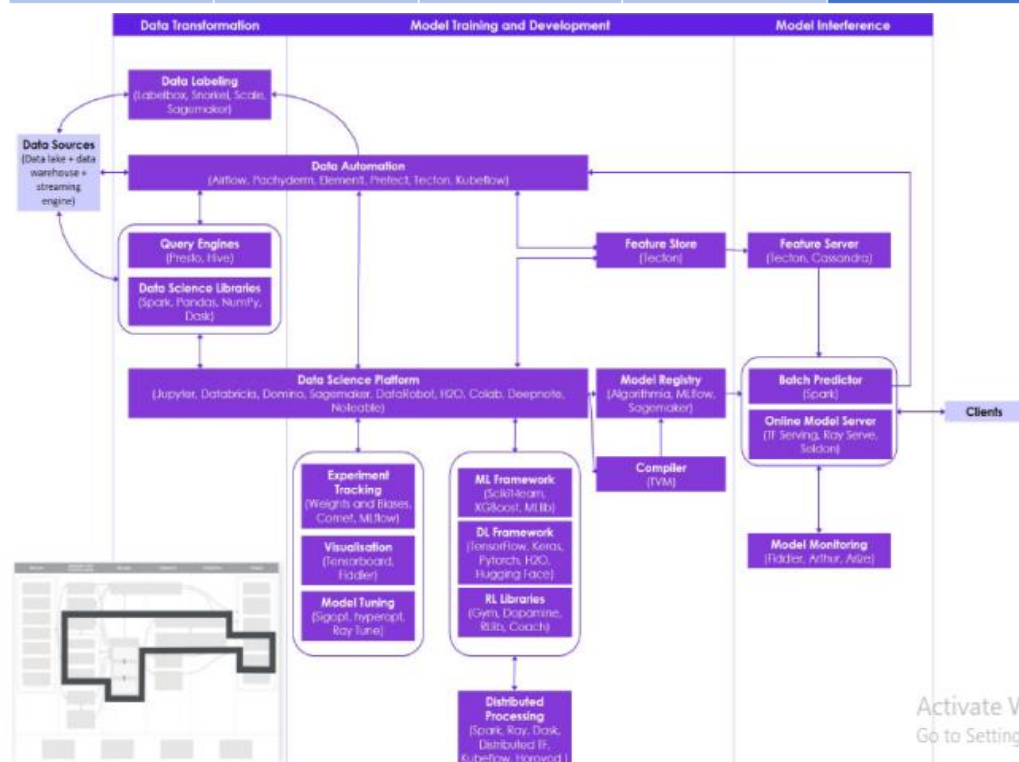 Data Transformation
Model Training and Development
Model Interference
Data Labeling
(Labelbox, Snorkel, Scale,
Sagemaker)
Data Sources
(Data lake + data
warehouse +
streaming
engine)
Data Automation
(Airflow, Pachyderm, Elementl, Prefect, Tecton, Kubeflow)
Query Engines
(Presto, Hive)
Data Science Libraries
(Spark, Pandas, NumPy,
Dask)
Feature Store
(Tecton)
Feature Server
(Tecton, Cassandra)
Data Science Platform
(Jupyter, Databricks, Domino, Sagemaker, DataRobot, H2O, Colab, Deepnote,
Noteable)
Model Registry
(Algorithmia, MLflow,
Sagemaker)
Batch Predictor
(Spark)
Online Model Server
(TF Serving, Ray Serve,
Seldon)
Clients
Compiler
(TVM)
Experiment
Tracking
(Weights and Biases,
Comet, MLflow)
Visualisation
(Tensorboard,
Fiddler)
Model Tuning
(Sigopt, hyperopt,
Ray Tune)
ML Framework
(Scikit-learn,
XGBoost, MLlib)
DL Framework
(TensorFlow, Keras,
Pytorch, H2O,
Hugging Face)
RL Libraries
(Gym, Dopamine,
RLlib, Coach)
Model Monitoring
(Fiddler, Arthur, Arize)
Distributed
Processing
(Spark, Ray, Dask,
Distributed TF,
Kubeflow, Horovod)
Activate
Go to Setting